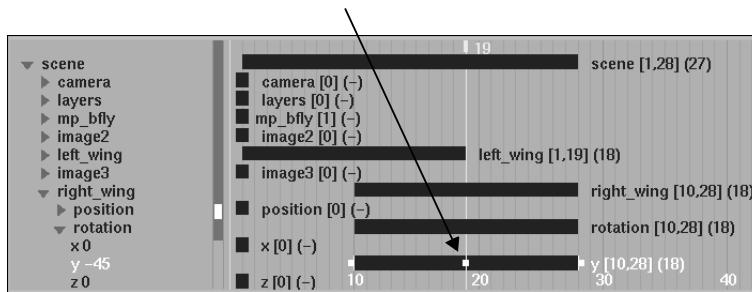 19
scene scene [1,28] (27)
camera camera [0] (–)
layers layers [0] (–)
mp_bfly mp_bfly [1] (–)
image2 image2 [0] (–)
left_wing left_wing [1,19] (18)
image3 image3 [0] (–)
right_wing right_wing [10,28] (18)
position position [0] (–)
rotation rotation [10,28] (18)
x 0 x [0] (–)
y –45 y [10,28] (18)
z 0 z [0] (–) 10 20 30 40